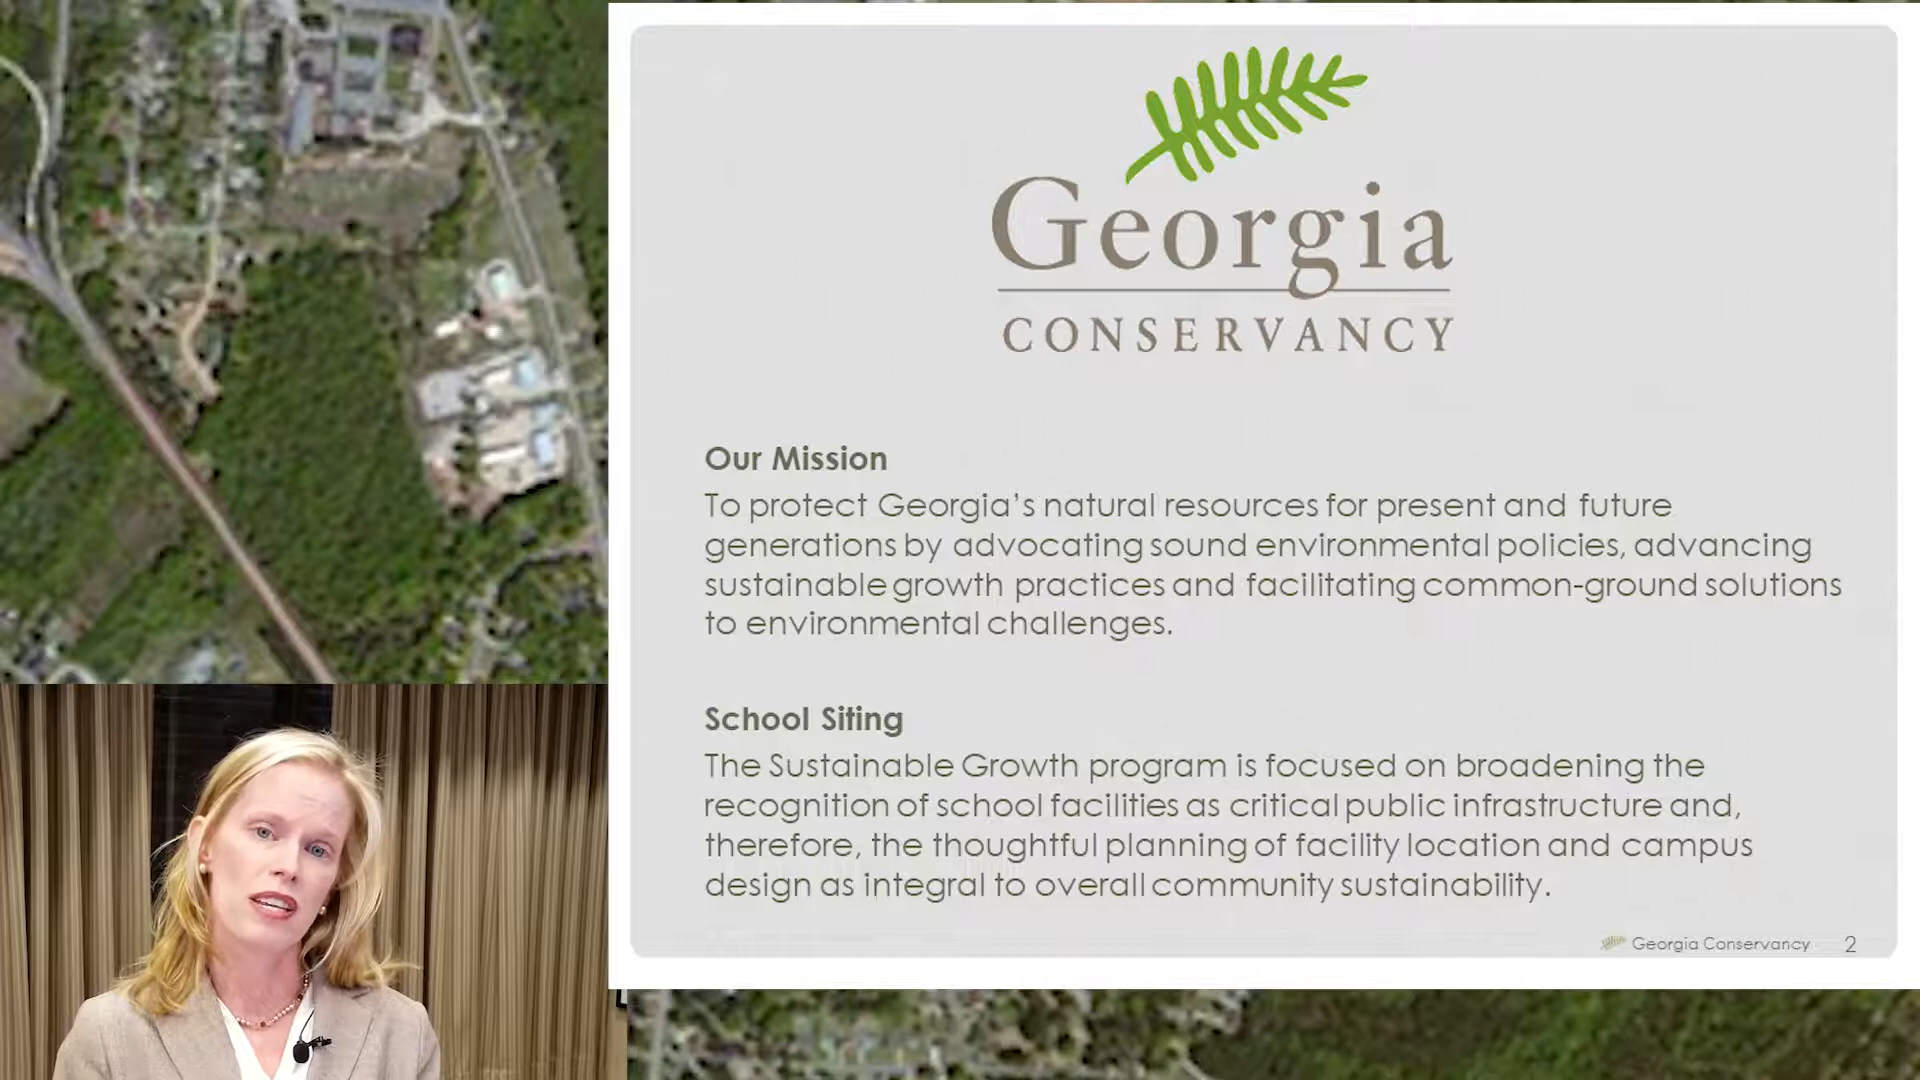 Georgia
CONSERVANCY
Our Mission
To protect Georgia's natural resources for present and future
generations by advocating sound environmental policies, advancing
sustainable growth practices and facilitating common-ground solutions
to environmental challenges.
School Siting
The Sustainable Growth program is focused on broadening the
recognition of school facilities as critical public infrastructure and,
therefore, the thoughtful planning of facility location and campus
design as integral to overall community sustainability.
Georgia Conservancy 2